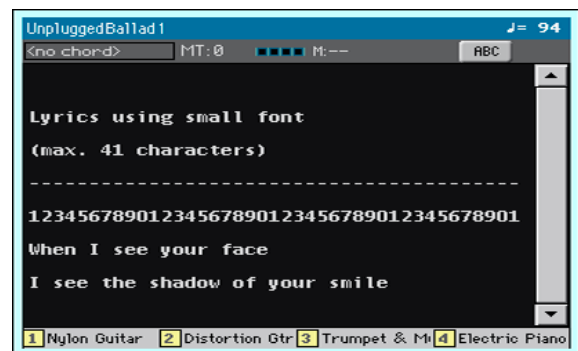 UnpluggedBallad1 ♩= 94
<no chord> MT:0 M:-- ABC
Lyrics using small font
(max. 41 characters)
-----------------------------------------
12345678901234567890123456789012345678901
When I see your face
I see the shadow of your smile
1 Nylon Guitar 2 Distortion Gtr 3 Trumpet & Mu 4 Electric Piano